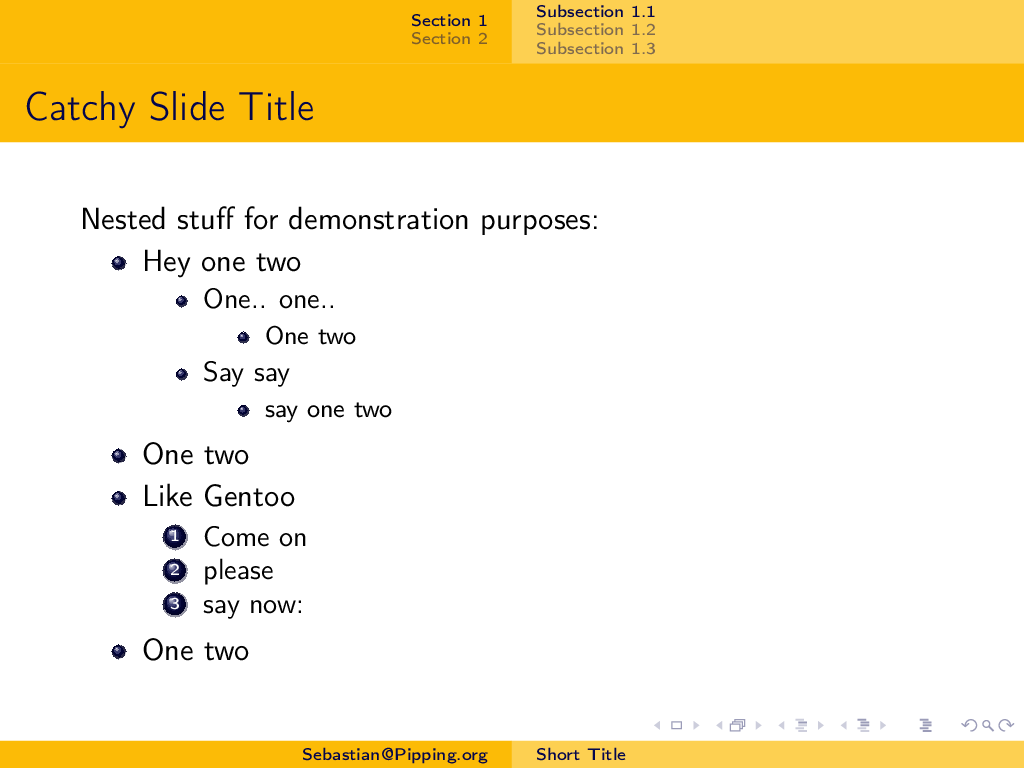 Section 1
Section 2
Subsection 1.1
Subsection 1.2
Subsection 1.3
Catchy Slide Title
Nested stuff for demonstration purposes:
Hey one two
One.. one..
One two
Say say
say one two
One two
Like Gentoo
1 Come on
2 please
3 say now:
One two
Sebastian@Pipping.org
Short Title